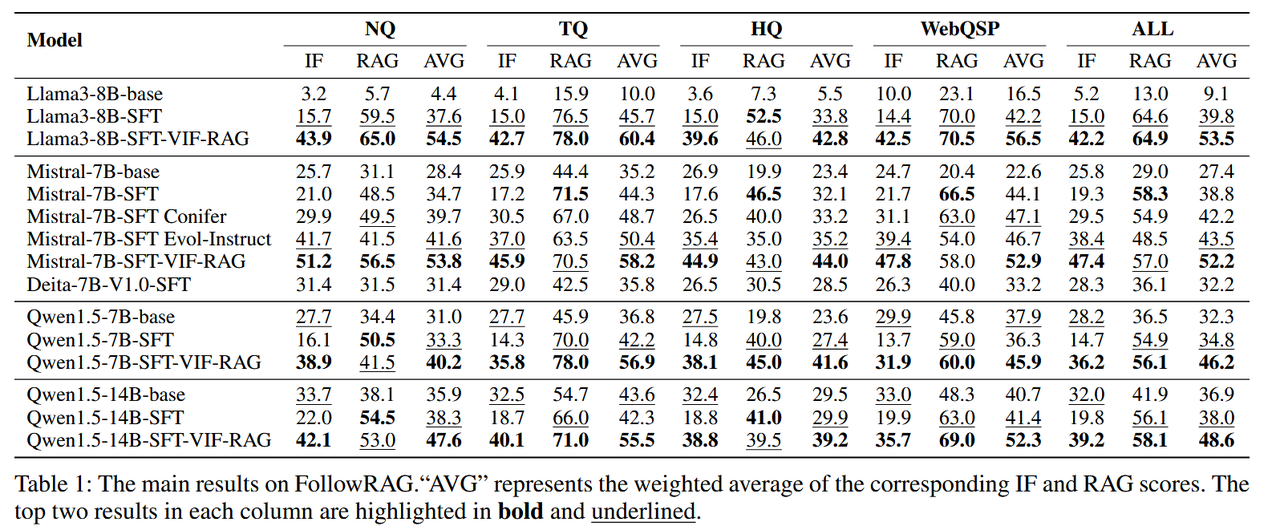 Model NQ TQ HQ WebQSP ALL
IF RAG AVG IF RAG AVG IF RAG AVG IF RAG AVG IF RAG AVG
Llama3-8B-base 3.2 5.7 4.4 4.1 15.9 10.0 3.6 7.3 5.5 10.0 23.1 16.5 5.2 13.0 9.1
Llama3-8B-SFT 15.7 59.5 37.6 15.0 76.5 45.7 15.0 52.5 33.8 14.4 70.0 42.2 15.0 64.6 39.8
Llama3-8B-SFT-VIF-RAG 43.9 65.0 54.5 42.7 78.0 60.4 39.6 46.0 42.8 42.5 70.5 56.5 42.2 64.9 53.5
Mistral-7B-base 25.7 31.1 28.4 25.9 44.4 35.2 26.9 19.9 23.4 24.7 20.4 22.6 25.8 29.0 27.4
Mistral-7B-SFT 21.0 48.5 34.7 17.2 71.5 44.3 17.6 46.5 32.1 21.7 66.5 44.1 19.3 58.3 38.8
Mistral-7B-SFT Conifer 29.9 49.5 39.7 30.5 67.0 48.7 26.5 40.0 33.2 31.1 63.0 47.1 29.5 54.9 42.2
Mistral-7B-SFT Evol-Instruct 41.7 41.5 41.6 37.0 63.5 50.4 35.4 35.0 35.2 39.4 54.0 46.7 38.4 48.5 43.5
Mistral-7B-SFT-VIF-RAG 51.2 56.5 53.8 45.9 70.5 58.2 44.9 43.0 44.0 47.8 58.0 52.9 47.4 57.0 52.2
Deita-7B-V1.0-SFT 31.4 31.5 31.4 29.0 42.5 35.8 26.5 30.5 28.5 26.3 40.0 33.2 28.3 36.1 32.2
Qwen1.5-7B-base 27.7 34.4 31.0 27.7 45.9 36.8 27.5 19.8 23.6 29.9 45.8 37.9 28.2 36.5 32.3
Qwen1.5-7B-SFT 16.1 50.5 33.3 14.3 70.0 42.2 14.8 40.0 27.4 13.7 59.0 36.3 14.7 54.9 34.8
Qwen1.5-7B-SFT-VIF-RAG 38.9 41.5 40.2 35.8 78.0 56.9 38.1 45.0 41.6 31.9 60.0 45.9 36.2 56.1 46.2
Qwen1.5-14B-base 33.7 38.1 35.9 32.5 54.7 43.6 32.4 26.5 29.5 33.0 48.3 40.7 32.0 41.9 36.9
Qwen1.5-14B-SFT 22.0 54.5 38.3 18.7 66.0 42.3 18.8 41.0 29.9 19.9 63.0 41.4 19.8 56.1 38.0
Qwen1.5-14B-SFT-VIF-RAG 42.1 53.0 47.6 40.1 71.0 55.5 38.8 39.5 39.2 35.7 69.0 52.3 39.2 58.1 48.6
Table 1: The main results on FollowRAG.“AVG” represents the weighted average of the corresponding IF and RAG scores. The
top two results in each column are highlighted in bold and underlined.